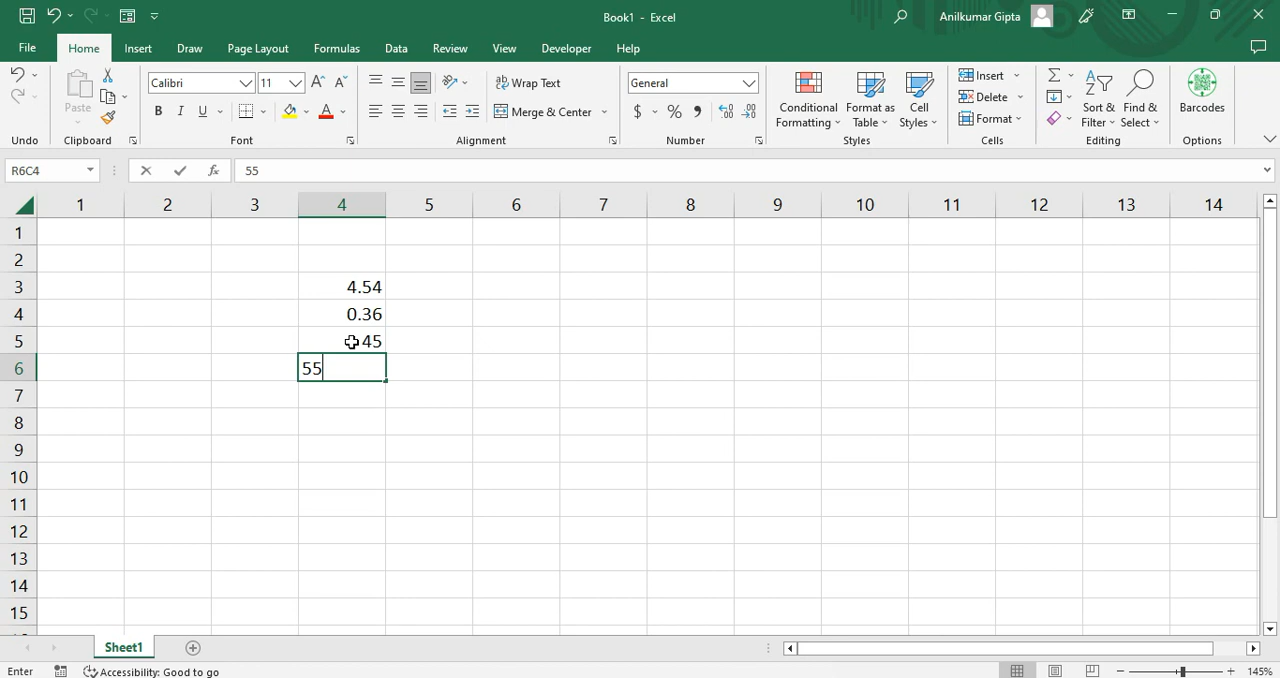 Book1 - Excel
Anilkumar Gipta
File Home Insert Draw Page Layout Formulas Data Review View Developer Help
Paste
Calibri 11 A A
B I U A
ab Wrap Text
Merge & Center
General
$ % 9
Conditional Formatting
Format as Table
Cell Styles
Insert
Delete
Format
Sort & Filter
Find & Select
Barcodes
Undo Clipboard Font Alignment Number Styles Cells Editing Options
R6C4 fx 55
1 2 3 4 5 6 7 8 9 10 11 12 13 14
1
2
3 4.54
4 0.36
5 45
6 55
7
8
9
10
11
12
13
14
15
Sheet1
Enter Accessibility: Good to go 145%